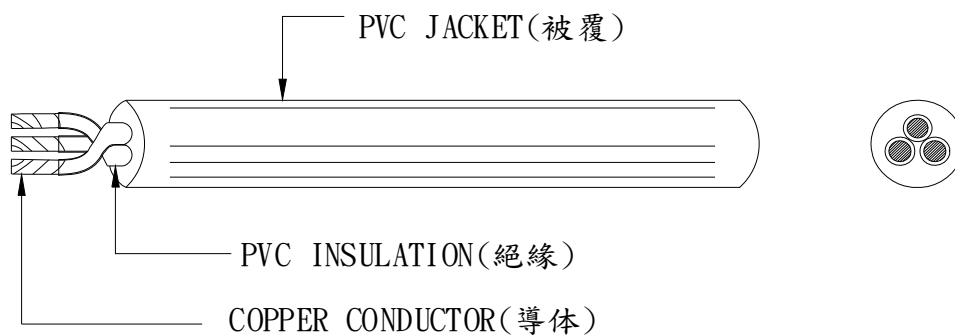 PVC JACKET(被覆)
PVC INSULATION(絕緣)
COPPER CONDUCTOR(導体)